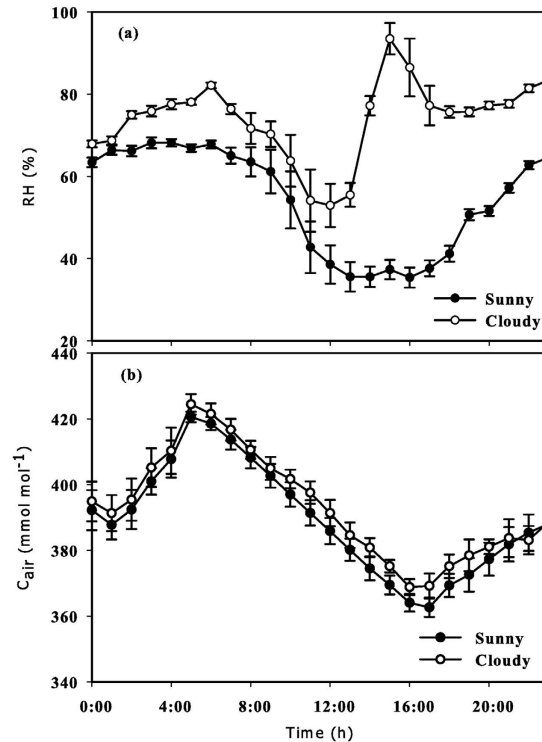 (a)
100
80
60
40
20
RH (%)
Sunny
Cloudy
(b)
440
420
400
380
360
340
C_air (mmol mol⁻¹)
Sunny
Cloudy
0:00 4:00 8:00 12:00 16:00 20:00
Time (h)